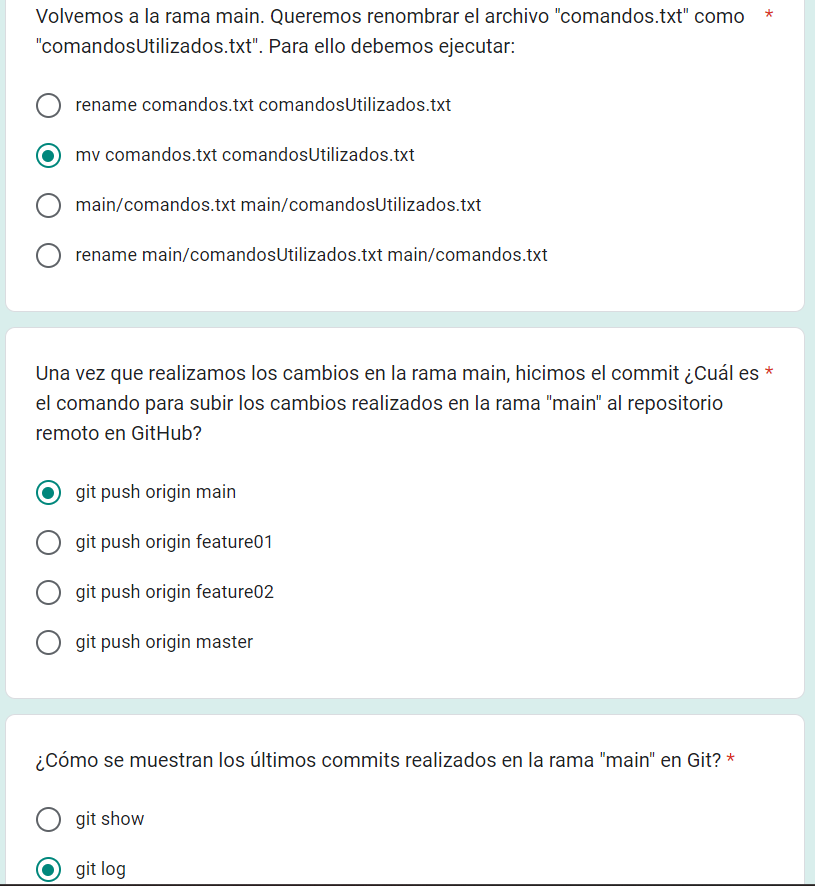 Volvemos a la rama main. Queremos renombrar el archivo "comandos.txt" como *
"comandosUtilizados.txt". Para ello debemos ejecutar:
rename comandos.txt comandosUtilizados.txt
mv comandos.txt comandosUtilizados.txt
main/comandos.txt main/comandosUtilizados.txt
rename main/comandosUtilizados.txt main/comandos.txt
Una vez que realizamos los cambios en la rama main, hicimos el commit ¿Cuál es *
el comando para subir los cambios realizados en la rama "main" al repositorio
remoto en GitHub?
git push origin main
git push origin feature01
git push origin feature02
git push origin master
¿Cómo se muestran los últimos commits realizados en la rama "main" en Git? *
git show
git log